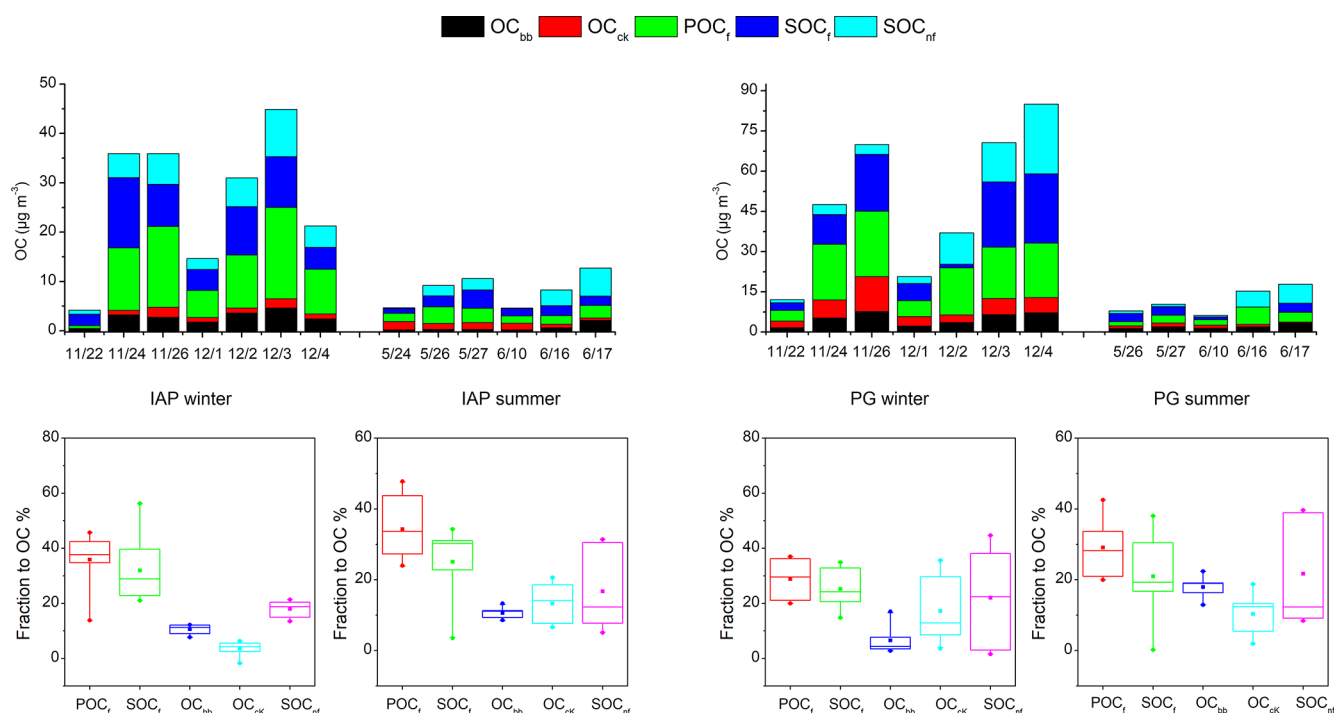 OCbb OCck POCf SOCf SOCnf
OC (μg m-3)
50
40
30
20
10
0
11/22 11/24 11/26 12/1 12/2 12/3 12/4 5/24 5/26 5/27 6/10 6/16 6/17
IAP winter IAP summer
OC (μg m-3)
90
75
60
45
30
15
0
11/22 11/24 11/26 12/1 12/2 12/3 12/4 5/26 5/27 6/10 6/16 6/17
PG winter PG summer
Fraction to OC %
80
60
40
20
0
POCf SOCf OCbb OCcK SOCnf
Fraction to OC %
60
40
20
0
POCf SOCf OCbb OCcK SOCnf
Fraction to OC %
80
60
40
20
0
POCf SOCf OCbb OCcK SOCnf
Fraction to OC %
60
40
20
0
POCf SOCf OCbb OCcK SOCnf